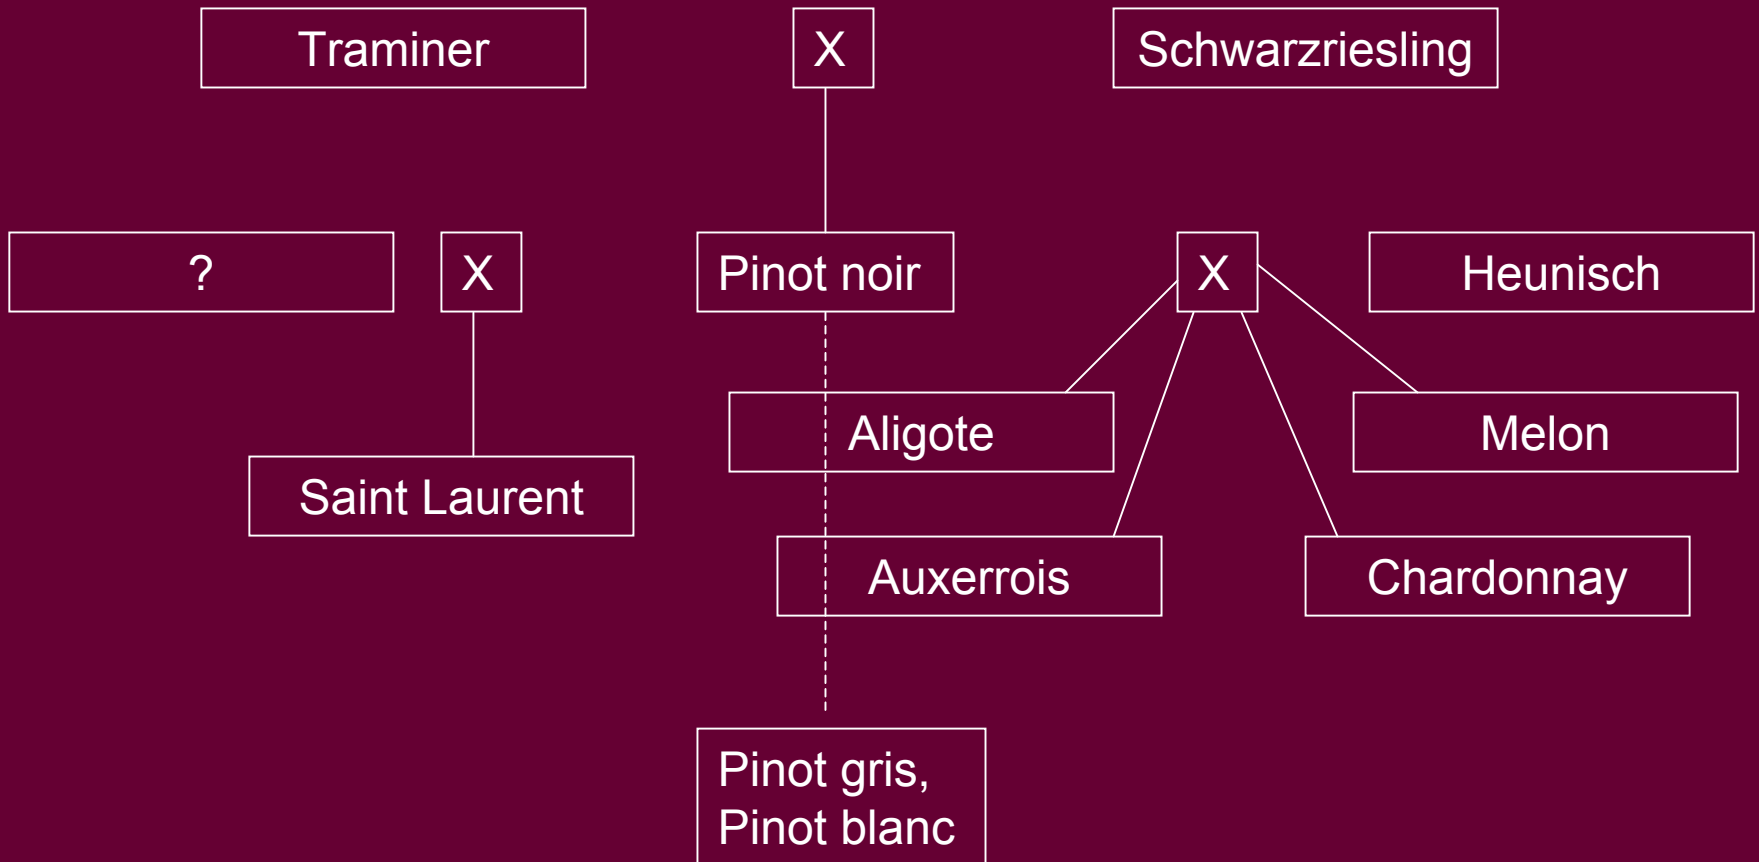 Traminer
X
Schwarzriesling
?
X
Pinot noir
X
Heunisch
Aligote
Melon
Saint Laurent
Auxerrois
Chardonnay
Pinot gris,
Pinot blanc